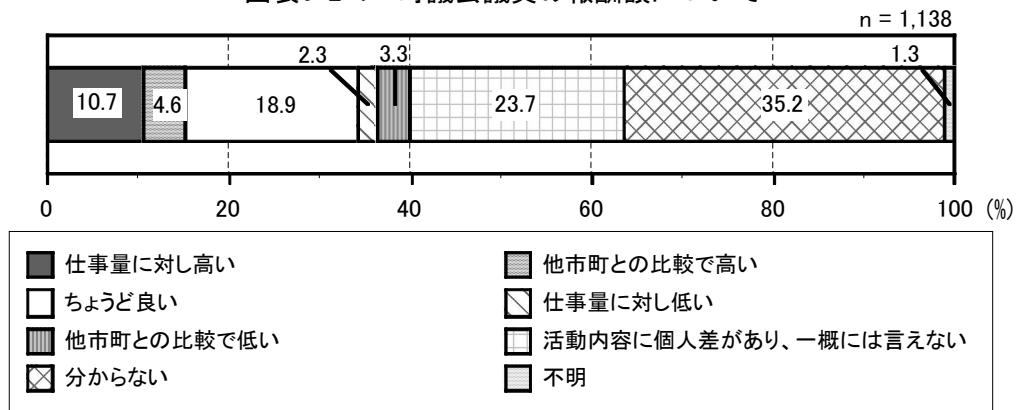 n = 1,138
2.3 3.3 1.3
10.7 4.6 18.9 23.7 35.2
0 20 40 60 80 100 (%)
仕事量に対し高い 他市町との比較で高い
ちょうど良い 仕事量に対し低い
他市町との比較で低い 活動内容に個人差があり、一概には言えない
分からない 不明